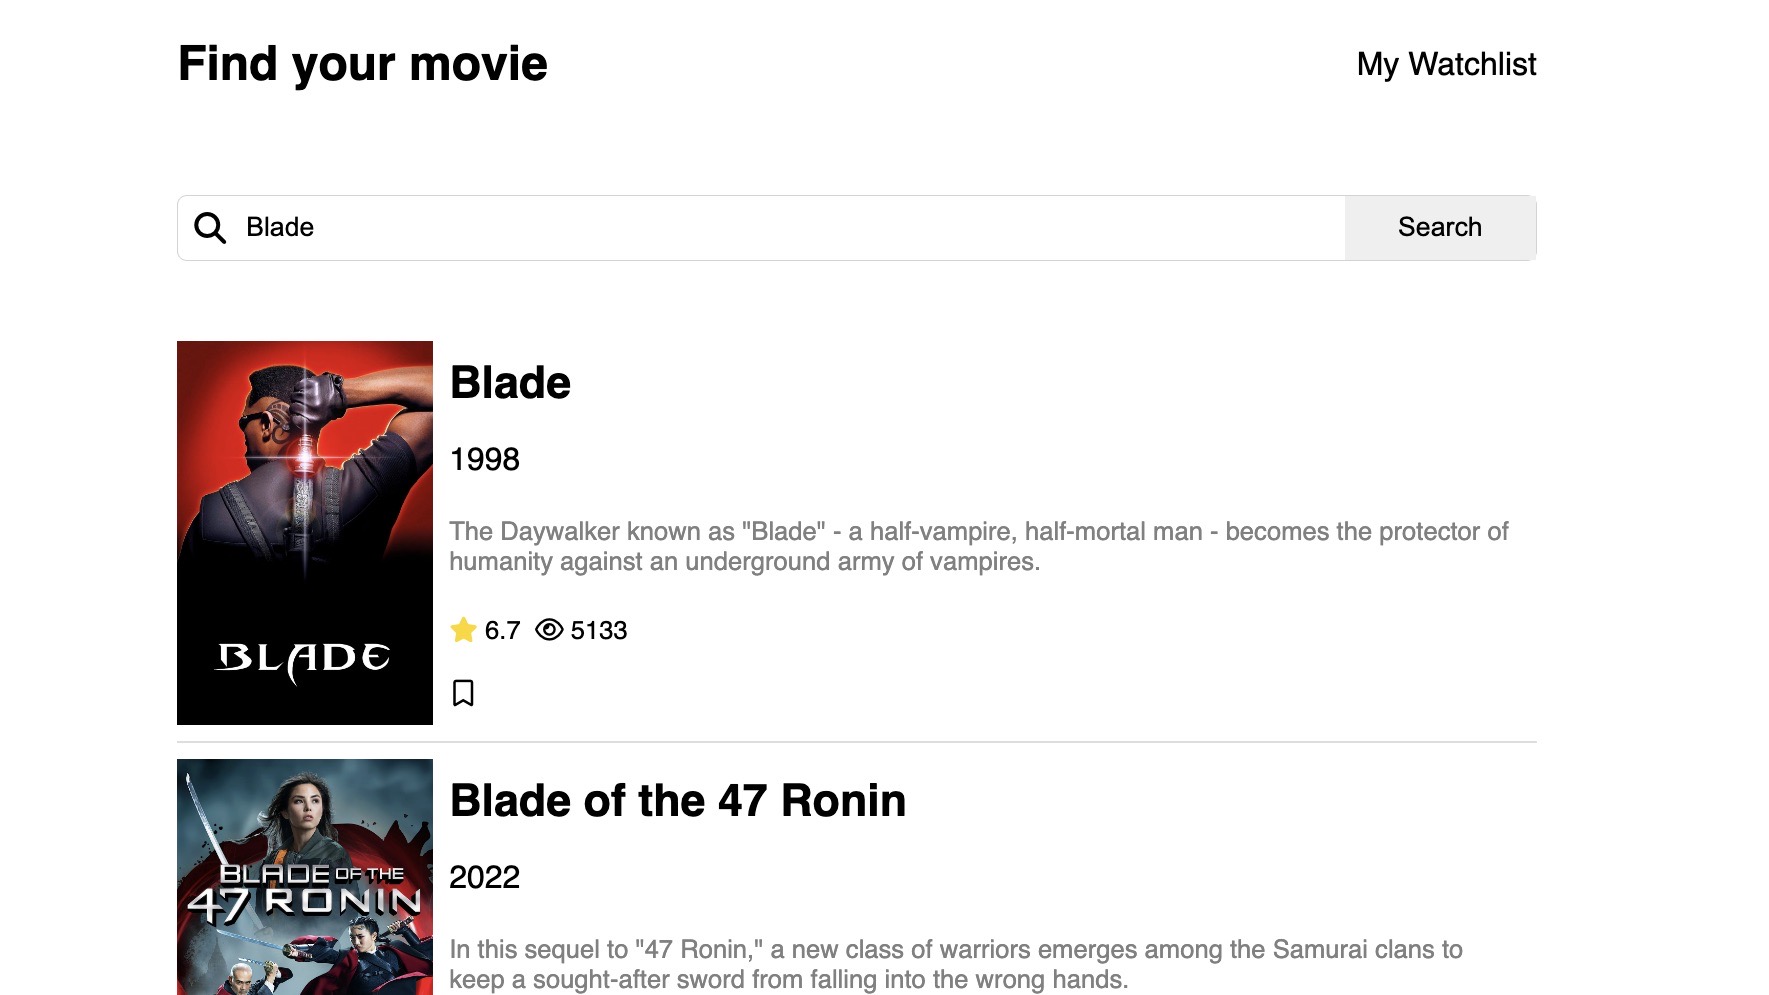 Find your movie
My Watchlist
Blade
Search
BLADE
Blade
1998
The Daywalker known as "Blade" - a half-vampire, half-mortal man - becomes the protector of
humanity against an underground army of vampires.
6.7 5133
BLADE OF THE
47 RONIN
Blade of the 47 Ronin
2022
In this sequel to "47 Ronin," a new class of warriors emerges among the Samurai clans to
keep a sought-after sword from falling into the wrong hands.